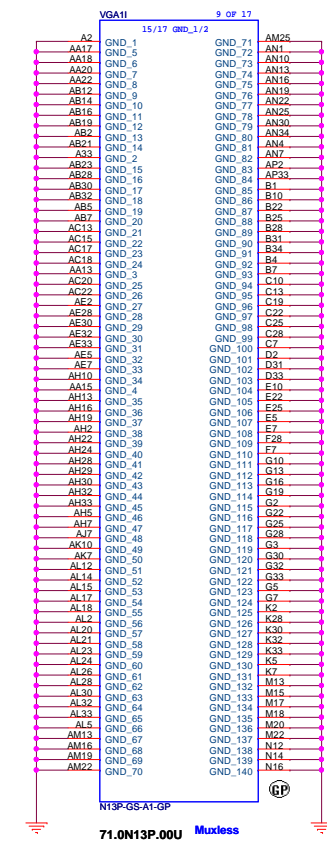 VGA1I 9 OF 17
15/17 GND_1/2
A2 GND_1 GND_71 AM25
AA17 GND_5 GND_72 AN1
AA18 GND_6 GND_73 AN10
AA20 GND_7 GND_74 AN13
AA22 GND_8 GND_75 AN16
AB12 GND_9 GND_76 AN19
AB14 GND_10 GND_77 AN22
AB16 GND_11 GND_78 AN25
AB19 GND_12 GND_79 AN30
AB2 GND_13 GND_80 AN34
AB21 GND_14 GND_81 AN4
A33 GND_2 GND_82 AN7
AB23 GND_15 GND_83 AP2
AB28 GND_16 GND_84 AP33
AB30 GND_17 GND_85 B1
AB32 GND_18 GND_86 B10
AB5 GND_19 GND_87 B22
AB7 GND_20 GND_88 B25
AC13 GND_21 GND_89 B28
AC15 GND_22 GND_90 B31
AC17 GND_23 GND_91 B34
AC18 GND_24 GND_92 B4
AA13 GND_3 GND_93 B7
AC20 GND_25 GND_94 C10
AC22 GND_26 GND_95 C13
AE2 GND_27 GND_96 C19
AE28 GND_28 GND_97 C22
AE30 GND_29 GND_98 C25
AE32 GND_30 GND_99 C28
AE33 GND_31 GND_100 C7
AE5 GND_32 GND_101 D2
AE7 GND_33 GND_102 D31
AH10 GND_34 GND_103 D33
AA15 GND_4 GND_104 E10
AH13 GND_35 GND_105 E22
AH16 GND_36 GND_106 E25
AH19 GND_37 GND_107 E5
AH2 GND_38 GND_108 E7
AH22 GND_39 GND_109 F28
AH24 GND_40 GND_110 F7
AH28 GND_41 GND_111 G10
AH29 GND_42 GND_112 G13
AH30 GND_43 GND_113 G16
AH32 GND_44 GND_114 G19
AH33 GND_45 GND_115 G2
AH5 GND_46 GND_116 G22
AH7 GND_47 GND_117 G25
AJ7 GND_48 GND_118 G28
AK10 GND_49 GND_119 G3
AK7 GND_50 GND_120 G30
AL12 GND_51 GND_121 G32
AL14 GND_52 GND_122 G33
AL15 GND_53 GND_123 G5
AL17 GND_54 GND_124 G7
AL18 GND_55 GND_125 K2
AL2 GND_56 GND_126 K28
AL20 GND_57 GND_127 K30
AL21 GND_58 GND_128 K32
AL23 GND_59 GND_129 K33
AL24 GND_60 GND_130 K5
AL26 GND_61 GND_131 K7
AL28 GND_62 GND_132 M13
AL30 GND_63 GND_133 M15
AL32 GND_64 GND_134 M17
AL33 GND_65 GND_135 M18
AL5 GND_66 GND_136 M20
AM13 GND_67 GND_137 M22
AM16 GND_68 GND_138 N12
AM19 GND_69 GND_139 N14
AM22 GND_70 GND_140 N16
GP
N13P-GS-A1-GP
71.0N13P.00U Muxless